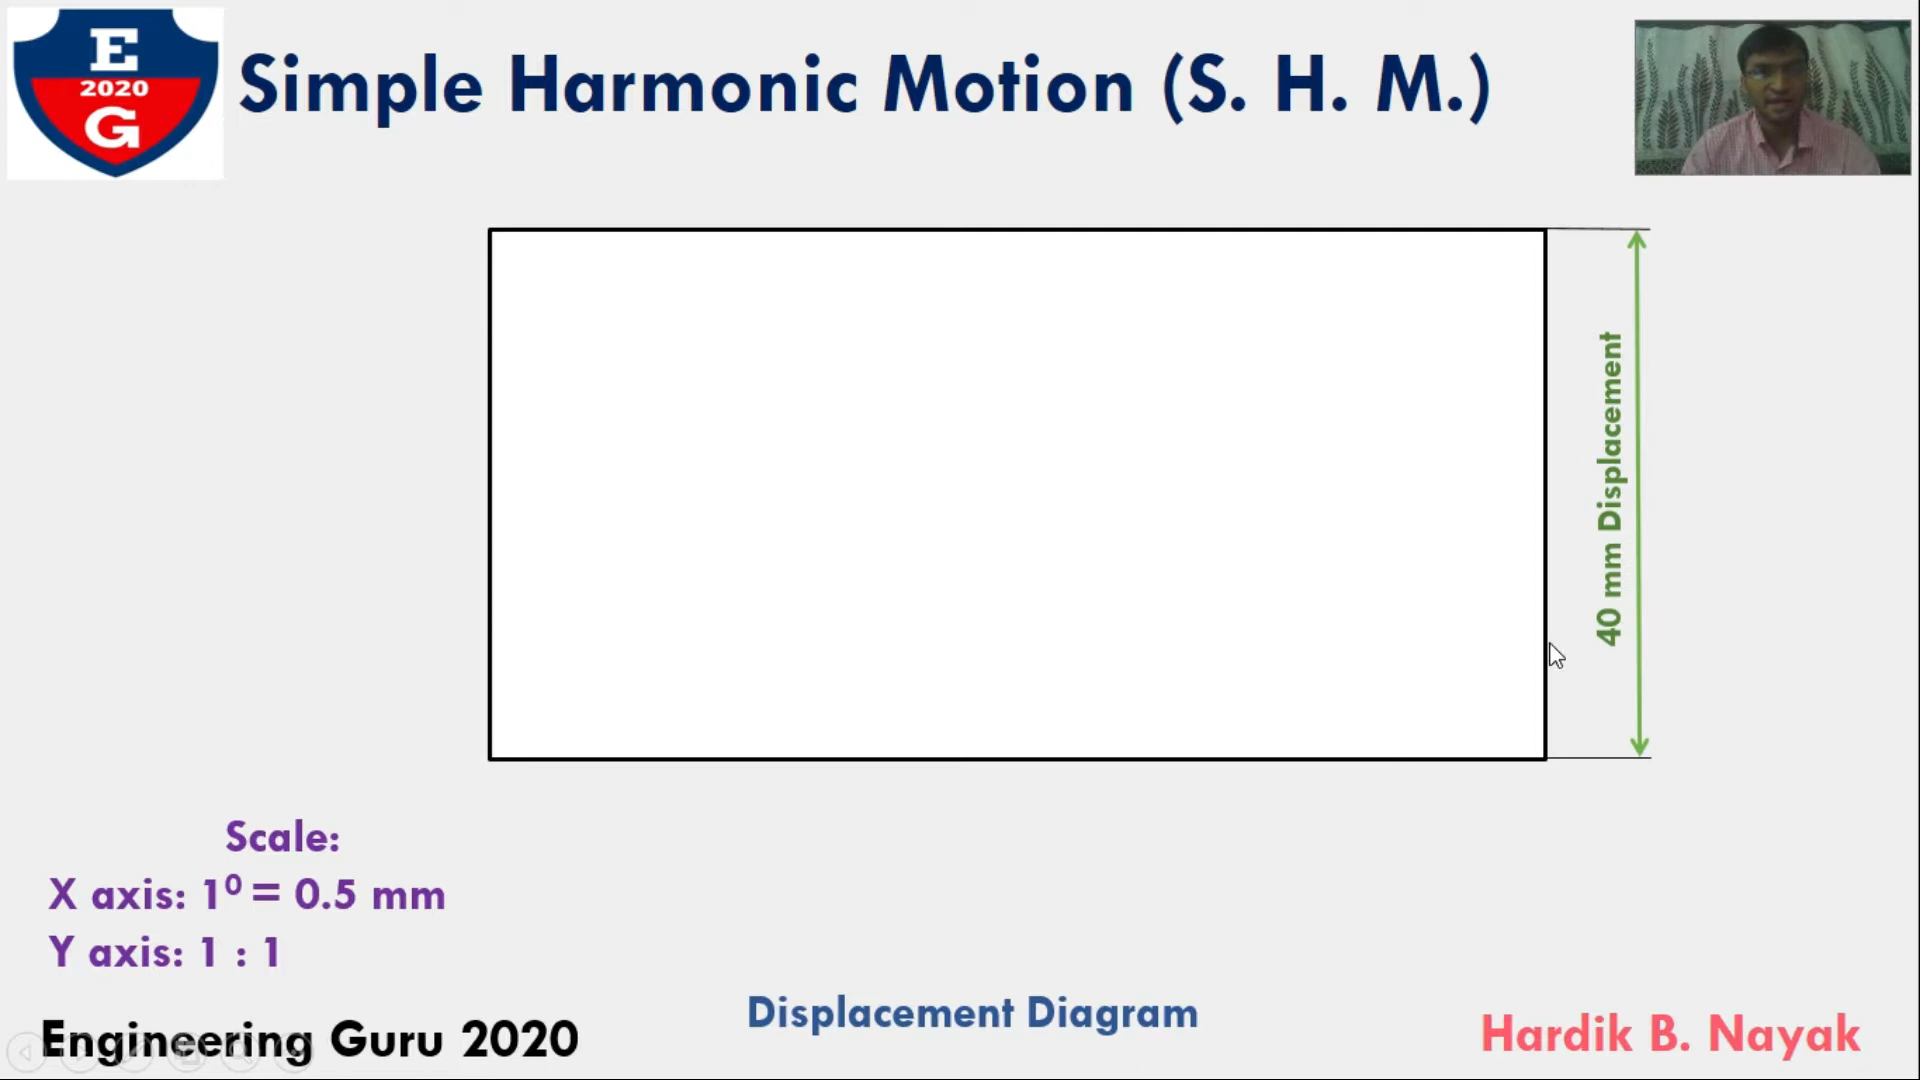 E
2020
G
Simple Harmonic Motion (S. H. M.)
40 mm Displacement
Scale:
X axis: 1⁰ = 0.5 mm
Y axis: 1 : 1
Displacement Diagram
Engineering Guru 2020
Hardik B. Nayak